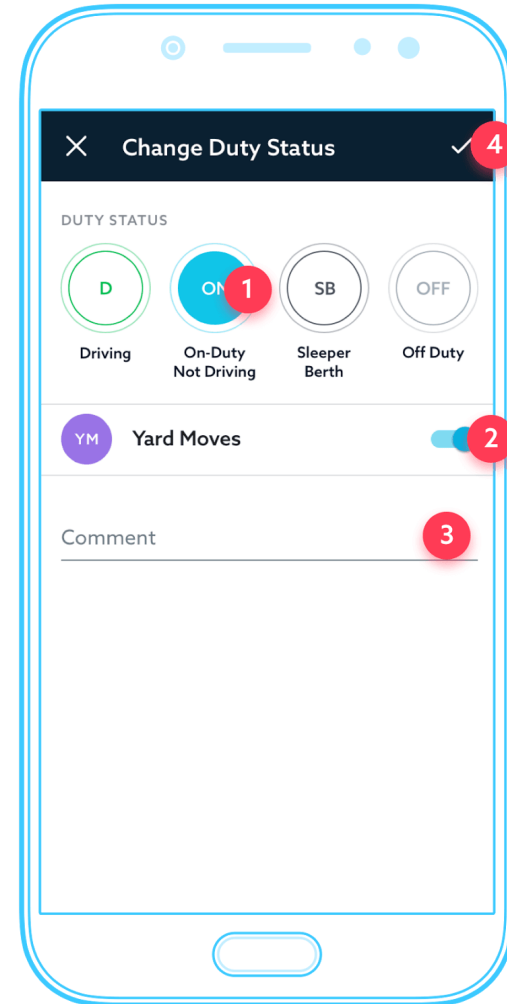 Change Duty Status
4
DUTY STATUS
D
ON
1
SB
OFF
Driving
On-Duty
Not Driving
Sleeper
Berth
Off Duty
YM
Yard Moves
2
Comment
3